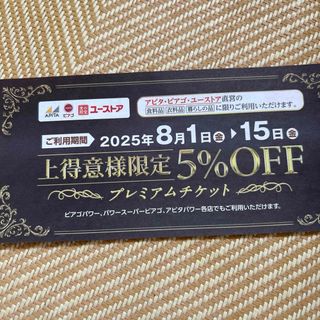 APITA ピアゴ ユーストア
アピタ・ピアゴ・ユーストア直営の
食料品 衣料品 暮らしの品 に限りご利用いただけます。
ご利用期間 2025年8月1日金▶15日金
上得意様限定 5%OFF
プレミアムチケット
ピアゴパワー、パワースーパーピアゴ、アピタパワー各店でもご利用いただけます。